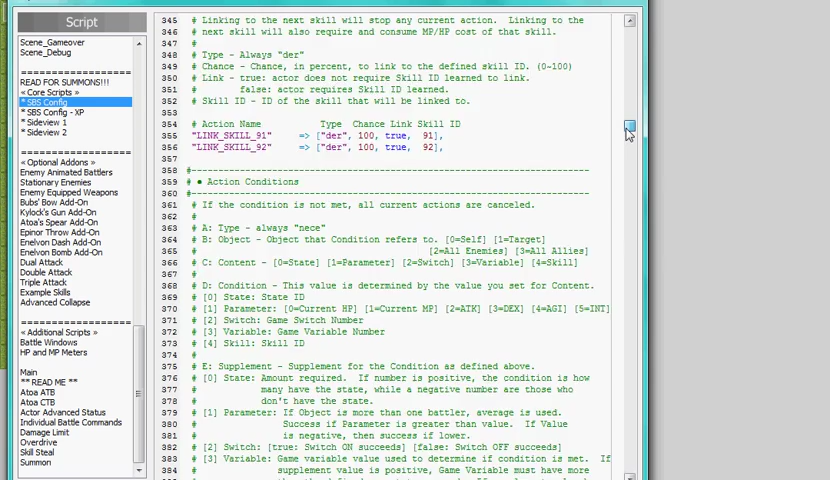 Script
Scene_Gameover
Scene_Debug
==================
READ FOR SUMMONS!!!
« Core Scripts »
* SBS Config
* SBS Config - XP
* Sideview 1
* Sideview 2
==================
« Optional Addons »
Enemy Animated Battlers
Stationary Enemies
Enemy Equipped Weapons
Bubs' Bow Add-On
Kylock's Gun Add-On
Atoa's Spear Add-On
Epinor Throw Add-On
Enelvon Dash Add-On
Enelvon Bomb Add-On
Dual Attack
Double Attack
Triple Attack
Example Skills
Advanced Collapse
==================
« Additional Scripts »
Battle Windows
HP and MP Meters
Main
** READ ME **
Atoa ATB
Atoa CTB
Actor Advanced Status
Individual Battle Commands
Damage Limit
Overdrive
Skill Steal
Summon
345 # Linking to the next skill will stop any current action. Linking to the
346 # next skill will also require and consume MP/HP cost of that skill.
347 #
348 # Type - Always "der"
349 # Chance - Chance, in percent, to link to the defined skill ID. (0~100)
350 # Link - true: actor does not require Skill ID learned to link.
351 # false: actor requires Skill ID learned.
352 # Skill ID - ID of the skill that will be linked to.
353
354 # Action Name Type Chance Link Skill ID
355 "LINK_SKILL_91" => ["der", 100, true, 91],
356 "LINK_SKILL_92" => ["der", 100, true, 92],
357
358 #------------------------------------------------------------------
359 # ● Action Conditions
360 #------------------------------------------------------------------
361 # If the condition is not met, all current actions are canceled.
362 #
363 # A: Type - always "nece"
364 # B: Object - Object that Condition refers to. [0=Self] [1=Target]
365 # [2=All Enemies] [3=All Allies]
366 # C: Content - [0=State] [1=Parameter] [2=Switch] [3=Variable] [4=Skill]
367 #
368 # D: Condition - This value is determined by the value you set for Content.
369 # [0] State: State ID
370 # [1] Parameter: [0=Current HP] [1=Current MP] [2=ATK] [3=DEX] [4=AGI] [5=INT]
371 # [2] Switch: Game Switch Number
372 # [3] Variable: Game Variable Number
373 # [4] Skill: Skill ID
374 #
375 # E: Supplement - Supplement for the Condition as defined above.
376 # [0] State: Amount required. If number is positive, the condition is how
377 # many have the state, while a negative number are those who
378 # don't have the state.
379 # [1] Parameter: If Object is more than one battler, average is used.
380 # Success if Parameter is greater than value. If Value
381 # is negative, then success if lower.
382 # [2] Switch: [true: Switch ON succeeds] [false: Switch OFF succeeds]
383 # [3] Variable: Game variable value used to determine if condition is met. If
384 # supplement value is positive, Game Variable must have more